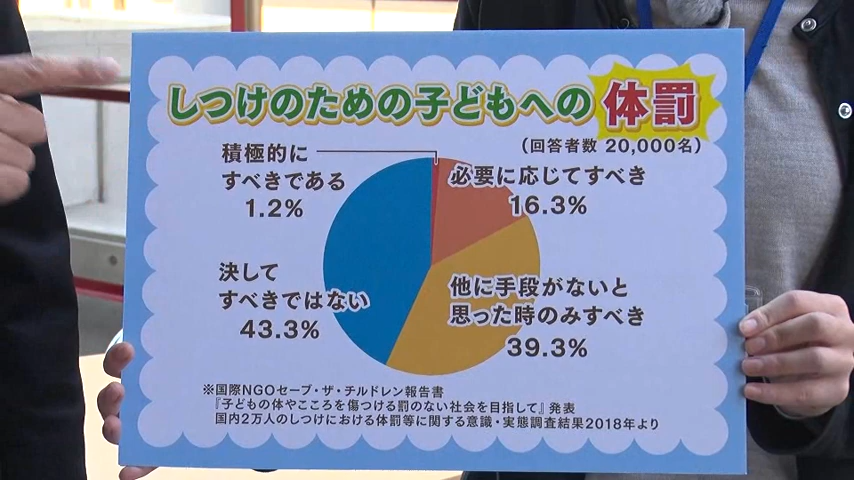 しつけのための子どもへの体罰
(回答者数 20,000名)
積極的に
すべきである
1.2%
必要に応じてすべき
16.3%
決して
すべきではない
43.3%
他に手段がないと
思った時のみすべき
39.3%
※国際NGOセーブ・ザ・チルドレン報告書
『子どもの体やこころを傷つける罰のない社会を目指して』発表
国内2万人のしつけにおける体罰等に関する意識・実態調査結果2018年より